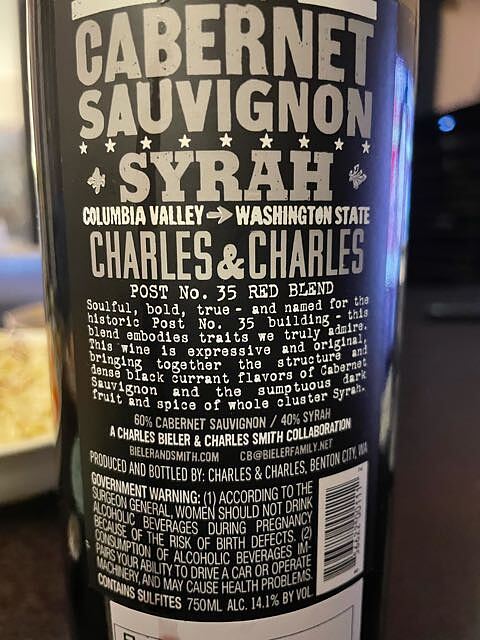 CABERNET
SAUVIGNON
SYRAH
COLUMBIA VALLEY → WASHINGTON STATE
CHARLES & CHARLES
POST No. 35 RED BLEND
Soulful, bold, true - and named for the
historic Post No. 35 building - this
blend embodies traits we truly admire.
This wine is expressive and original,
bringing together the structure and
dense black currant flavors of Cabernet
Sauvignon and the sumptuous dark
fruit and spice of whole cluster Syrah.
60% CABERNET SAUVIGNON / 40% SYRAH
A CHARLES BIELER & CHARLES SMITH COLLABORATION
BIELERANDSMITH.COM CB@BIELERFAMILY.NET
PRODUCED AND BOTTLED BY: CHARLES & CHARLES, BENTON CITY, WA
GOVERNMENT WARNING: (1) ACCORDING TO THE
SURGEON GENERAL, WOMEN SHOULD NOT DRINK
ALCOHOLIC BEVERAGES DURING PREGNANCY
BECAUSE OF THE RISK OF BIRTH DEFECTS. (2)
CONSUMPTION OF ALCOHOLIC BEVERAGES IM-
PAIRS YOUR ABILITY TO DRIVE A CAR OR OPERATE
MACHINERY, AND MAY CAUSE HEALTH PROBLEMS.
CONTAINS SULFITES 750ML ALC. 14.1% BY VOL